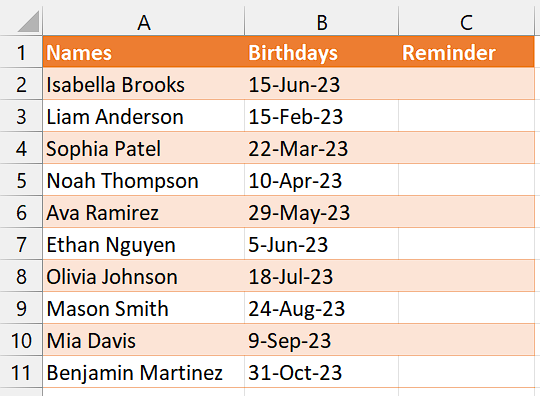 A B C
1 Names Birthdays Reminder
2 Isabella Brooks 15-Jun-23
3 Liam Anderson 15-Feb-23
4 Sophia Patel 22-Mar-23
5 Noah Thompson 10-Apr-23
6 Ava Ramirez 29-May-23
7 Ethan Nguyen 5-Jun-23
8 Olivia Johnson 18-Jul-23
9 Mason Smith 24-Aug-23
10 Mia Davis 9-Sep-23
11 Benjamin Martinez 31-Oct-23